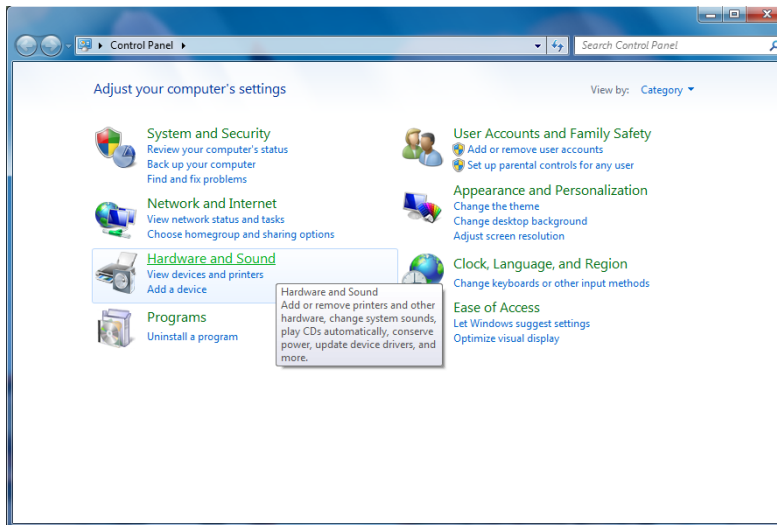 Control Panel
Search Control Panel
Adjust your computer's settings
View by: Category
System and Security
Review your computer's status
Back up your computer
Find and fix problems
Network and Internet
View network status and tasks
Choose homegroup and sharing options
Hardware and Sound
View devices and printers
Add a device
Hardware and Sound
Add or remove printers and other
hardware, change system sounds,
play CDs automatically, conserve
power, update device drivers, and
more.
Programs
Uninstall a program
User Accounts and Family Safety
Add or remove user accounts
Set up parental controls for any user
Appearance and Personalization
Change the theme
Change desktop background
Adjust screen resolution
Clock, Language, and Region
Change keyboards or other input methods
Ease of Access
Let Windows suggest settings
Optimize visual display